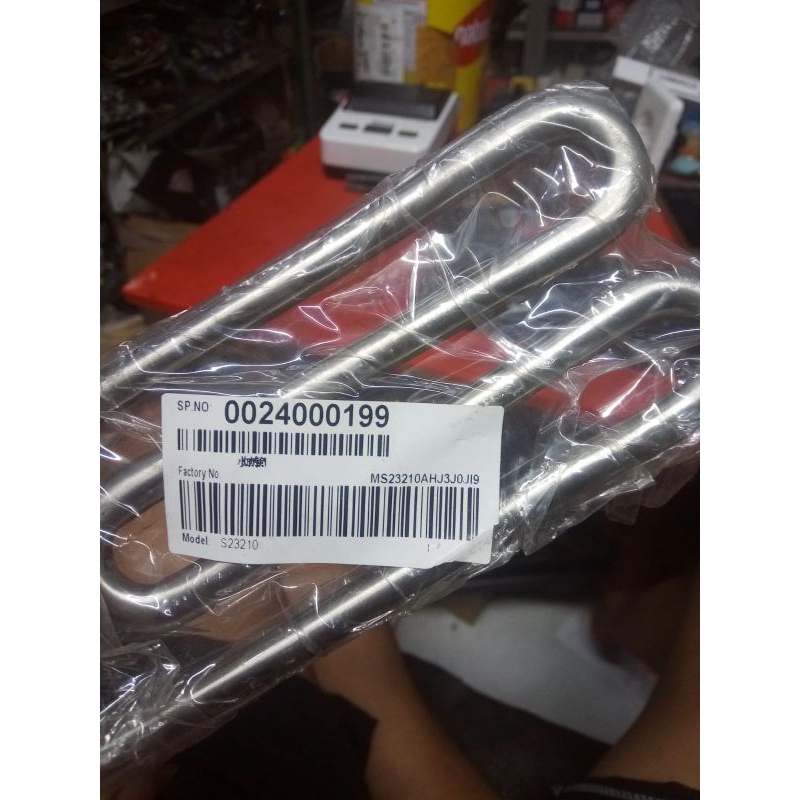 SP.NO 0024000199
Factory No MS23210AHJ3J0JI9
Model: S23210